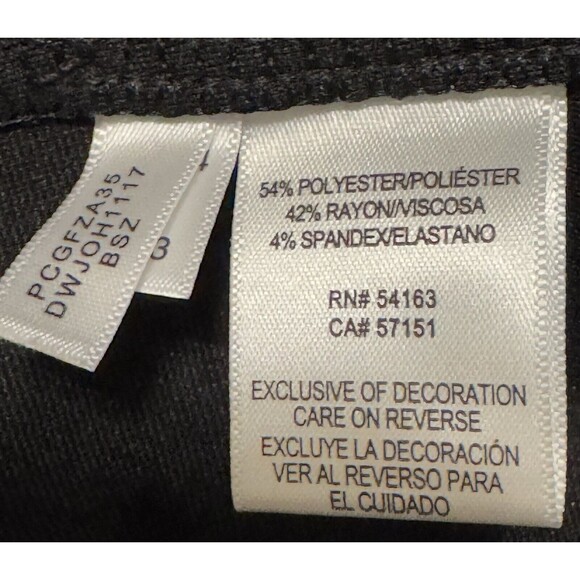 PCGFZA35
DWJOH1117
BSZ
54% POLYESTER/POLIÉSTER
42% RAYON/VISCOSA
4% SPANDEX/ELASTANO
RN# 54163
CA# 57151
EXCLUSIVE OF DECORATION
CARE ON REVERSE
EXCLUYE LA DECORACIÓN
VER AL REVERSO PARA
EL CUIDADO